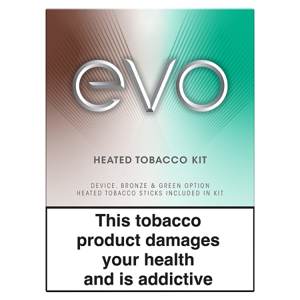 evo
HEATED TOBACCO KIT
DEVICE, BRONZE & GREEN OPTION
HEATED TOBACCO STICKS INCLUDED IN KIT
This tobacco
product damages
your health
and is addictive